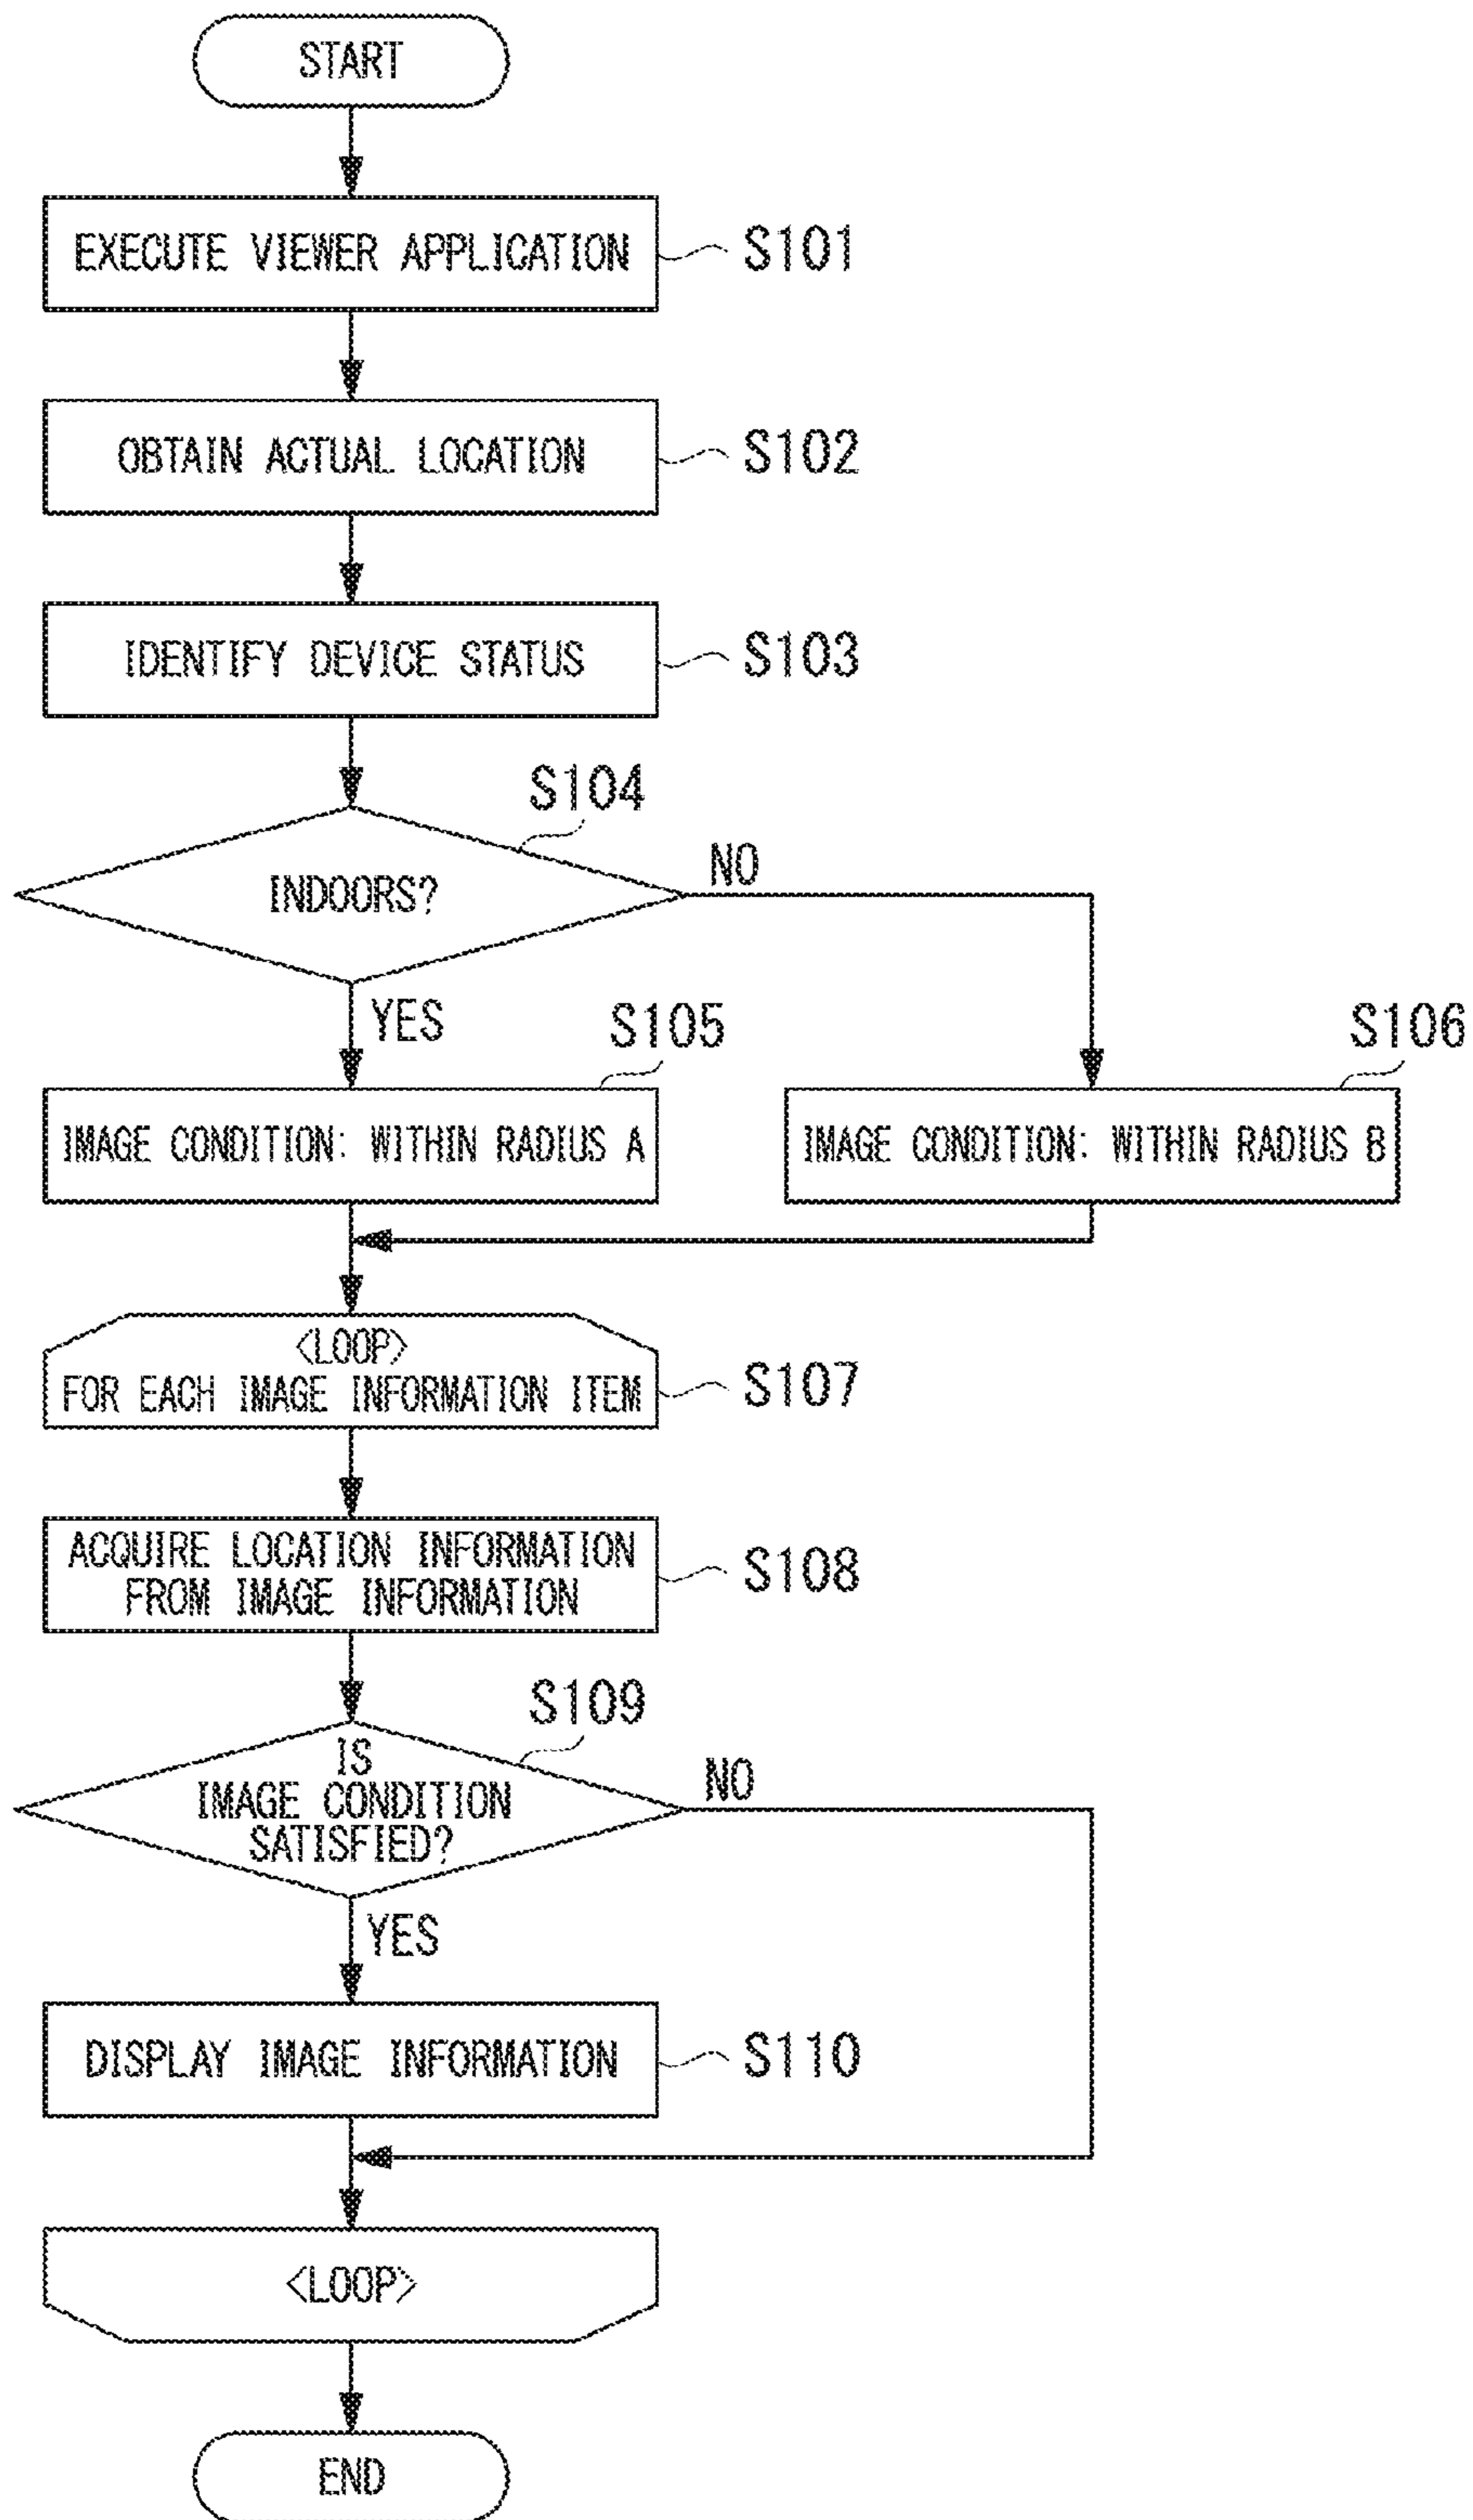 START
EXECUTE VIEWER APPLICATION
S101
OBTAIN ACTUAL LOCATION
S102
IDENTIFY DEVICE STATUS
S103
S104
INDOORS?
NO
YES
S105
S106
IMAGE CONDITION: WITHIN RADIUS A
IMAGE CONDITION: WITHIN RADIUS B
<LOOP>
FOR EACH IMAGE INFORMATION ITEM
S107
ACQUIRE LOCATION INFORMATION
FROM IMAGE INFORMATION
S108
S109
IS
IMAGE CONDITION
SATISFIED?
NO
YES
DISPLAY IMAGE INFORMATION
S110
<LOOP>
END